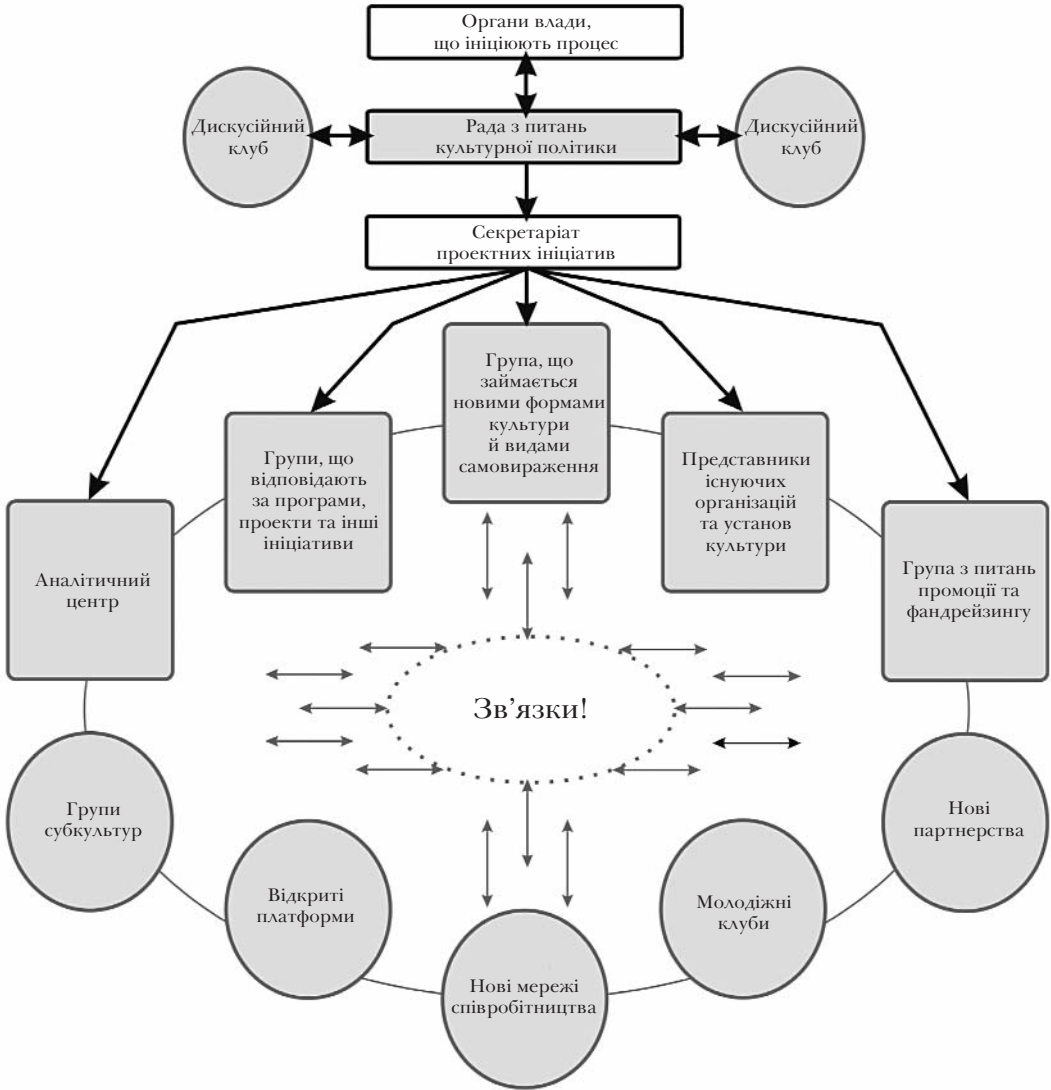 Органи влади,
що ініціюють процес
Дискусійний
клуб
Рада з питань
культурної політики
Дискусійний
клуб
Секретаріат
проектних ініціатив
Група, що
займається
новими формами
культури
й видами
самовираження
Групи, що
відповідають
за програми,
проекти та інші
ініціативи
Представники
існуючих
організацій
та установ
культури
Аналітичний
центр
Група з питань
промоції та
фандрейзингу
Зв’язки!
Групи
субкультур
Нові
партнерства
Відкриті
платформи
Молодіжні
клуби
Нові мережі
співробітництва